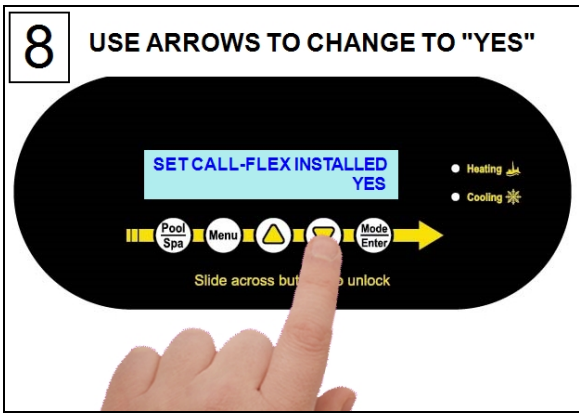 8
USE ARROWS TO CHANGE TO "YES"
SET CALL-FLEX INSTALLED
YES
Heating
Cooling
Pool
Spa
Menu
Mode
Enter
Slide across but o unlock